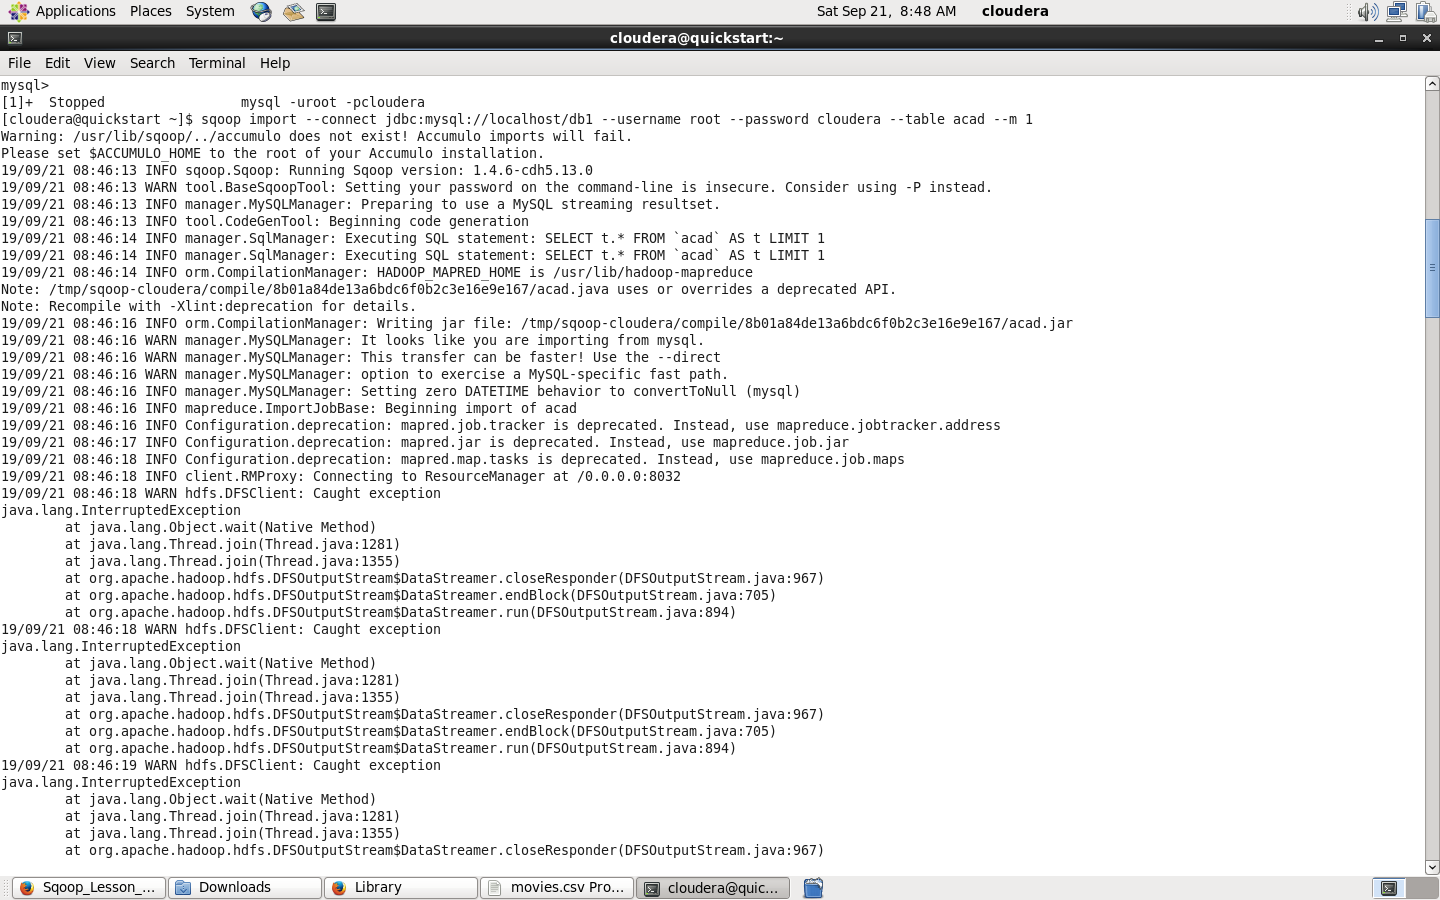 Applications Places System
Sat Sep 21, 8:48 AM cloudera
cloudera@quickstart:~
File Edit View Search Terminal Help
mysql>
[1]+  Stopped                 mysql -uroot -pcloudera
[cloudera@quickstart ~]$ sqoop import --connect jdbc:mysql://localhost/db1 --username root --password cloudera --table acad --m 1
Warning: /usr/lib/sqoop/../accumulo does not exist! Accumulo imports will fail.
Please set $ACCUMULO_HOME to the root of your Accumulo installation.
19/09/21 08:46:13 INFO sqoop.Sqoop: Running Sqoop version: 1.4.6-cdh5.13.0
19/09/21 08:46:13 WARN tool.BaseSqoopTool: Setting your password on the command-line is insecure. Consider using -P instead.
19/09/21 08:46:13 INFO manager.MySQLManager: Preparing to use a MySQL streaming resultset.
19/09/21 08:46:13 INFO tool.CodeGenTool: Beginning code generation
19/09/21 08:46:14 INFO manager.SqlManager: Executing SQL statement: SELECT t.* FROM `acad` AS t LIMIT 1
19/09/21 08:46:14 INFO manager.SqlManager: Executing SQL statement: SELECT t.* FROM `acad` AS t LIMIT 1
19/09/21 08:46:14 INFO orm.CompilationManager: HADOOP_MAPRED_HOME is /usr/lib/hadoop-mapreduce
Note: /tmp/sqoop-cloudera/compile/8b01a84de13a6bdc6f0b2c3e16e9e167/acad.java uses or overrides a deprecated API.
Note: Recompile with -Xlint:deprecation for details.
19/09/21 08:46:16 INFO orm.CompilationManager: Writing jar file: /tmp/sqoop-cloudera/compile/8b01a84de13a6bdc6f0b2c3e16e9e167/acad.jar
19/09/21 08:46:16 WARN manager.MySQLManager: It looks like you are importing from mysql.
19/09/21 08:46:16 WARN manager.MySQLManager: This transfer can be faster! Use the --direct
19/09/21 08:46:16 WARN manager.MySQLManager: option to exercise a MySQL-specific fast path.
19/09/21 08:46:16 INFO manager.MySQLManager: Setting zero DATETIME behavior to convertToNull (mysql)
19/09/21 08:46:16 INFO mapreduce.ImportJobBase: Beginning import of acad
19/09/21 08:46:16 INFO Configuration.deprecation: mapred.job.tracker is deprecated. Instead, use mapreduce.jobtracker.address
19/09/21 08:46:17 INFO Configuration.deprecation: mapred.jar is deprecated. Instead, use mapreduce.job.jar
19/09/21 08:46:18 INFO Configuration.deprecation: mapred.map.tasks is deprecated. Instead, use mapreduce.job.maps
19/09/21 08:46:18 INFO client.RMProxy: Connecting to ResourceManager at /0.0.0.0:8032
19/09/21 08:46:18 WARN hdfs.DFSClient: Caught exception
java.lang.InterruptedException
        at java.lang.Object.wait(Native Method)
        at java.lang.Thread.join(Thread.java:1281)
        at java.lang.Thread.join(Thread.java:1355)
        at org.apache.hadoop.hdfs.DFSOutputStream$DataStreamer.closeResponder(DFSOutputStream.java:967)
        at org.apache.hadoop.hdfs.DFSOutputStream$DataStreamer.endBlock(DFSOutputStream.java:705)
        at org.apache.hadoop.hdfs.DFSOutputStream$DataStreamer.run(DFSOutputStream.java:894)
19/09/21 08:46:18 WARN hdfs.DFSClient: Caught exception
java.lang.InterruptedException
        at java.lang.Object.wait(Native Method)
        at java.lang.Thread.join(Thread.java:1281)
        at java.lang.Thread.join(Thread.java:1355)
        at org.apache.hadoop.hdfs.DFSOutputStream$DataStreamer.closeResponder(DFSOutputStream.java:967)
        at org.apache.hadoop.hdfs.DFSOutputStream$DataStreamer.endBlock(DFSOutputStream.java:705)
        at org.apache.hadoop.hdfs.DFSOutputStream$DataStreamer.run(DFSOutputStream.java:894)
19/09/21 08:46:19 WARN hdfs.DFSClient: Caught exception
java.lang.InterruptedException
        at java.lang.Object.wait(Native Method)
        at java.lang.Thread.join(Thread.java:1281)
        at java.lang.Thread.join(Thread.java:1355)
        at org.apache.hadoop.hdfs.DFSOutputStream$DataStreamer.closeResponder(DFSOutputStream.java:967)
Sqoop_Lesson_... Downloads Library movies.csv Pro... cloudera@quic...